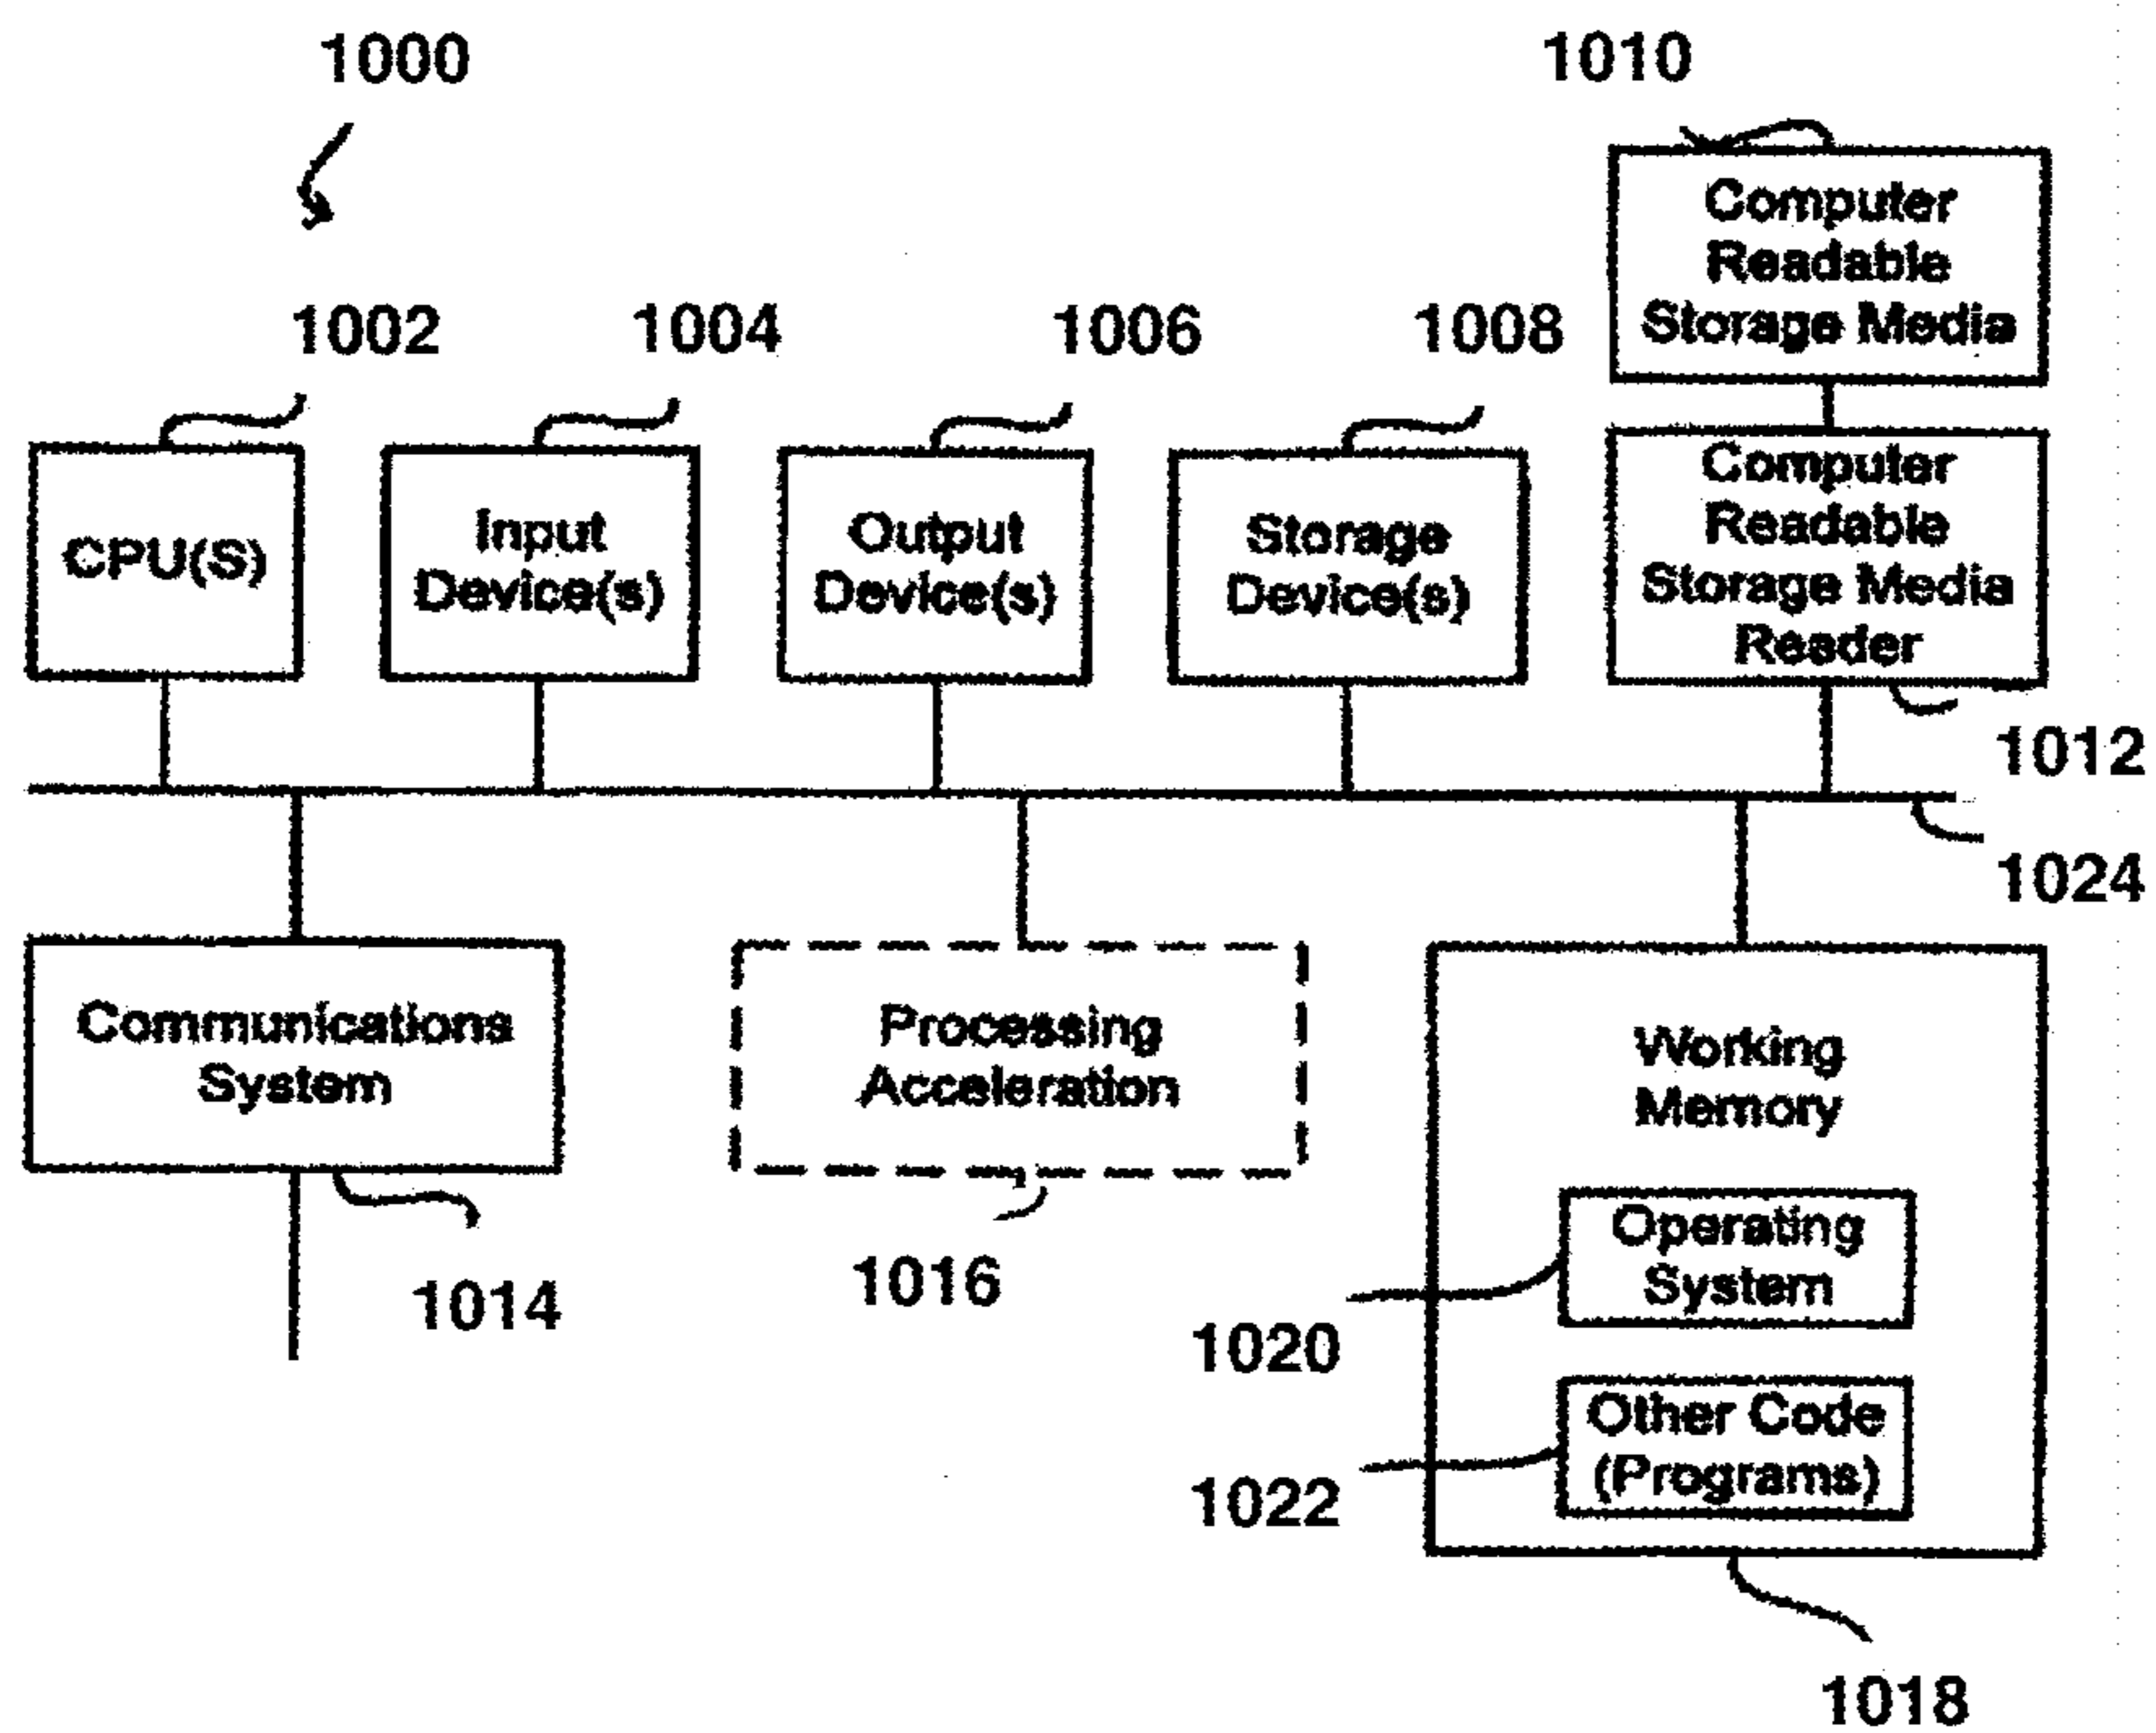 1000
1010
Computer
Readable
Storage Media
1002
1004
1006
1008
CPU(S)
Input
Device(s)
Output
Device(s)
Storage
Device(s)
Computer
Readable
Storage Media
Reader
1012
1024
Communications
System
Processing
Acceleration
Working
Memory
Operating
System
Other Code
(Programs)
1014
1016
1020
1022
1018